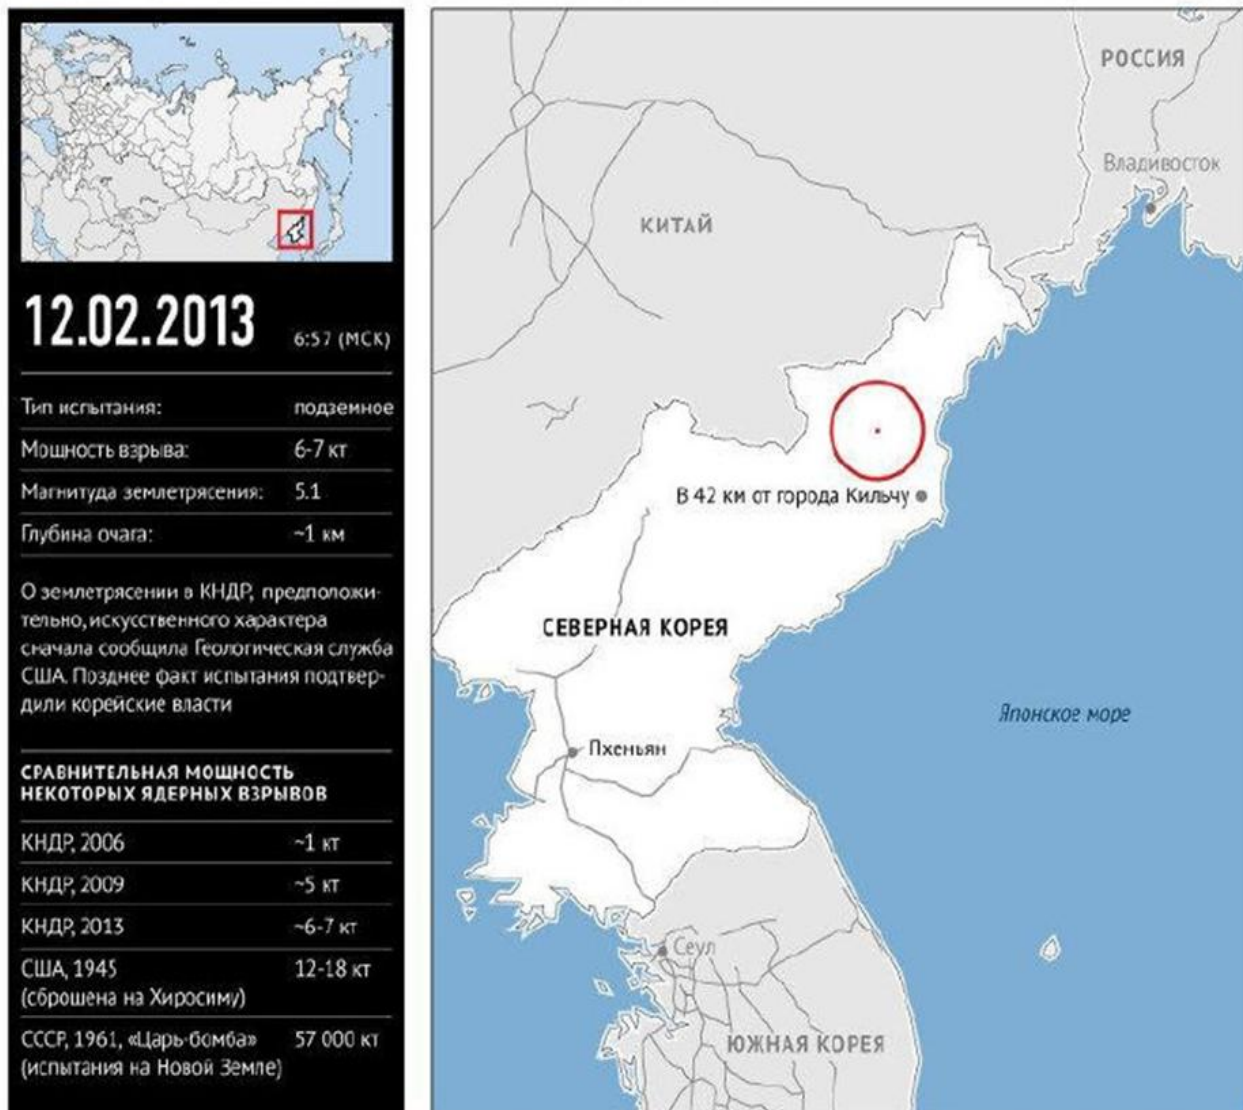 12.02.2013 6:57 (МСК)
Тип испытания: подземное
Мощность взрыва: 6-7 кт
Магнитуда землетрясения: 5.1
Глубина очага: ~1 км
О землетрясении в КНДР, предположи-
тельно, искусственного характера
сначала сообщила Геологическая служба
США. Позднее факт испытания подтвер-
дили корейские власти
СРАВНИТЕЛЬНАЯ МОЩНОСТЬ
НЕКОТОРЫХ ЯДЕРНЫХ ВЗРЫВОВ
КНДР, 2006 ~1 кт
КНДР, 2009 ~5 кт
КНДР, 2013 ~6-7 кт
США, 1945 12-18 кт
(сброшена на Хиросиму)
СССР, 1961, «Царь-бомба» 57 000 кт
(испытания на Новой Земле)
РОССИЯ
Владивосток
КИТАЙ
В 42 км от города Кильчу
СЕВЕРНАЯ КОРЕЯ
Японское море
Пхеньян
Сеул
ЮЖНАЯ КОРЕЯ